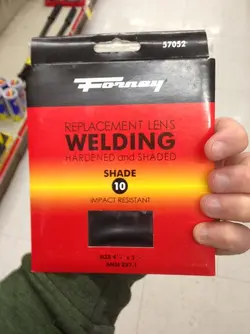 57052
Forney
REPLACEMENT LENS
WELDING
HARDENED and SHADED
SHADE
10
IMPACT RESISTANT